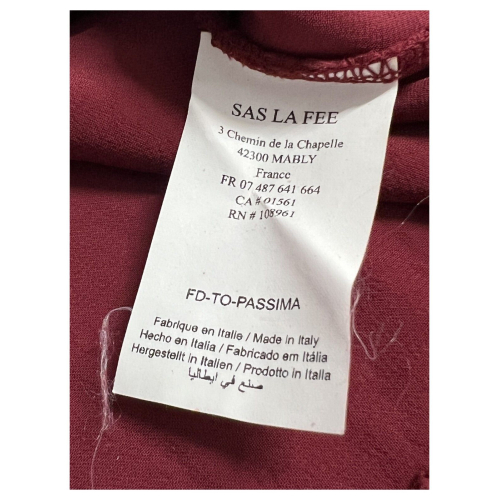 SAS LA FEE
3 Chemin de la Chapelle
42300 MABLY
France
FR 07 487 641 664
CA # 01561
RN # 108961
FD-TO-PASSIMA
Fabrique en Italie / Made in Italy
Hecho en Italia / Fabricado em Itália
Hergestellt in Italien / Prodotto in Italia
صنع في ايطاليا